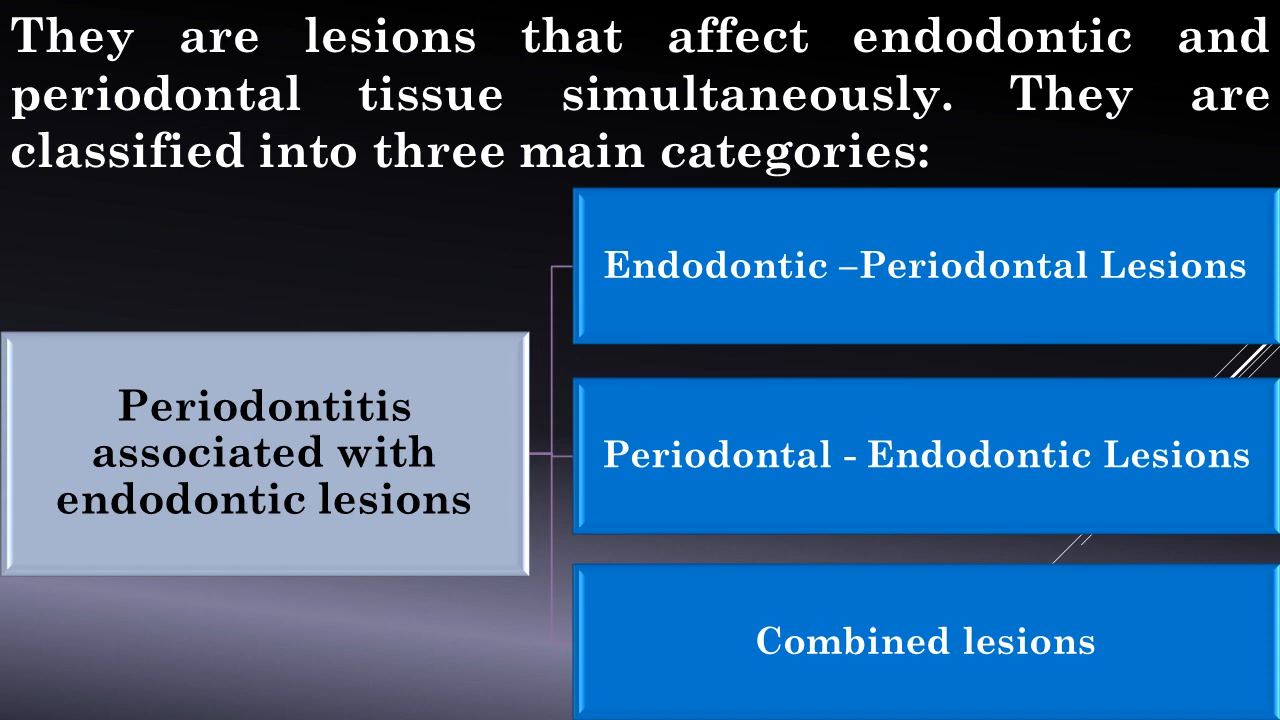 They are lesions that affect endodontic and
periodontal tissue simultaneously. They are
classified into three main categories:
Periodontitis
associated with
endodontic lesions
Endodontic –Periodontal Lesions
Periodontal - Endodontic Lesions
Combined lesions